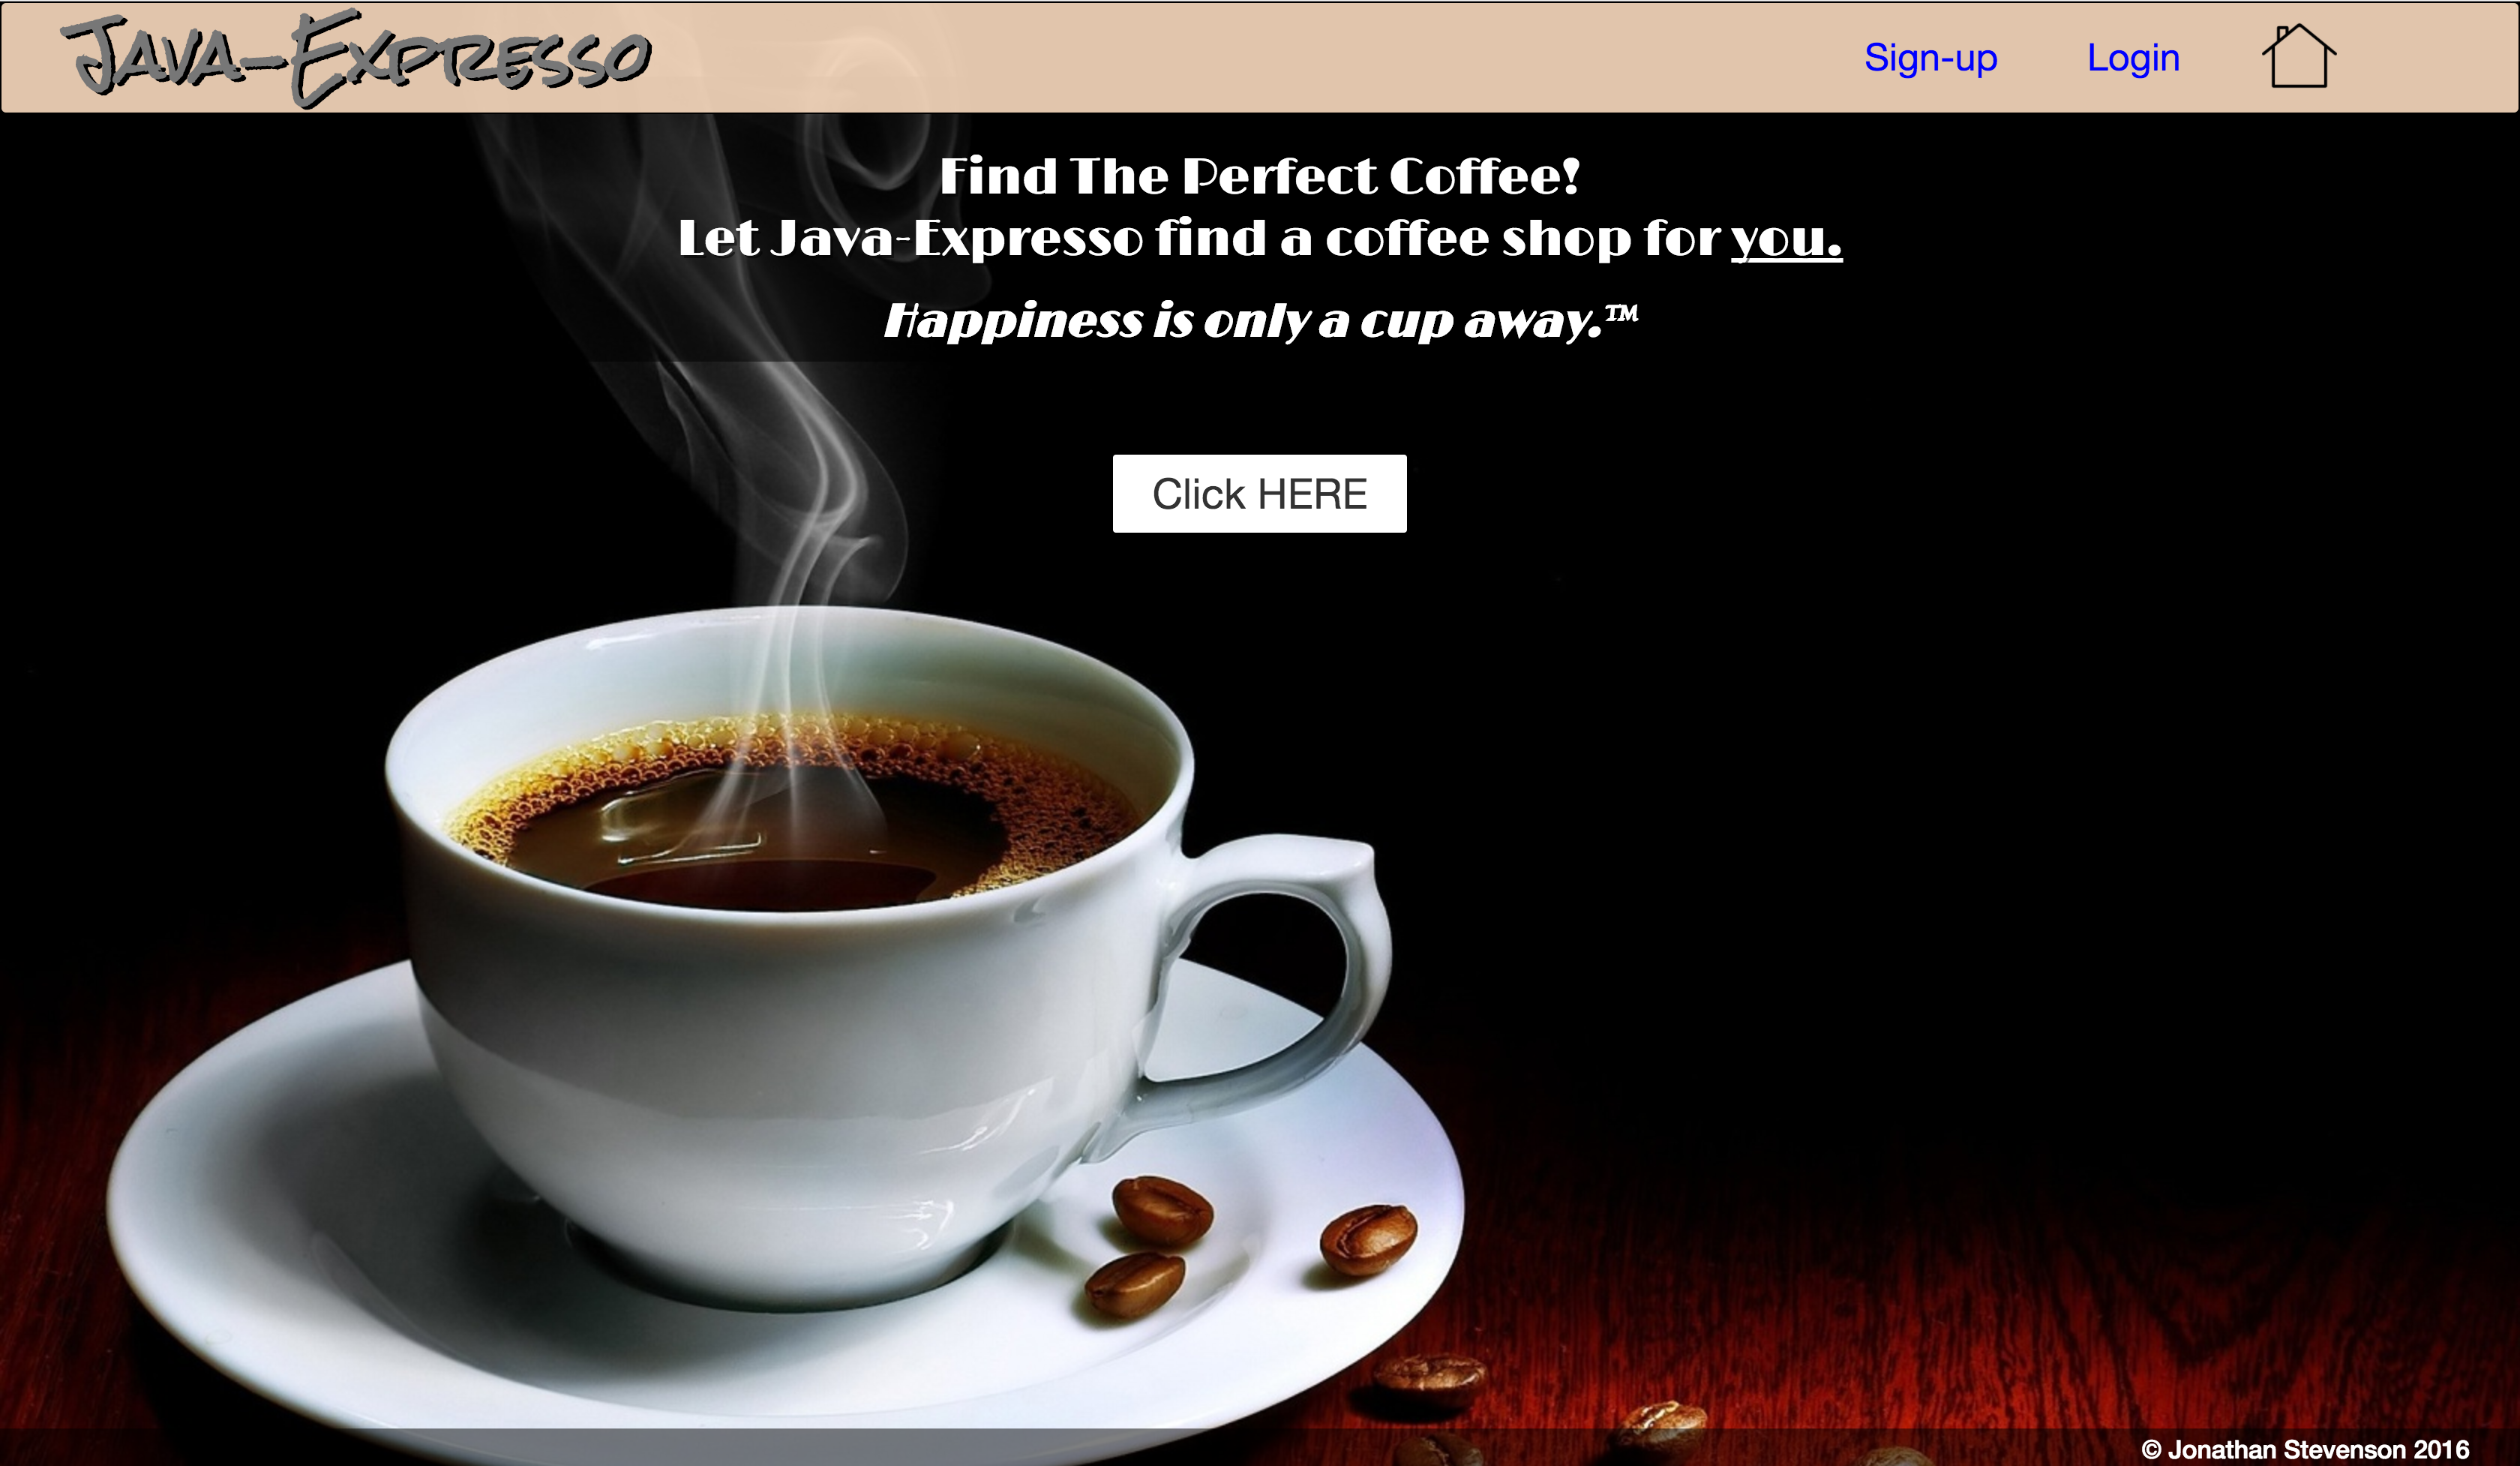 Java-Expresso
Sign-up
Login
Find The Perfect Coffee!
Let Java-Expresso find a coffee shop for you.
Happiness is only a cup away.™
Click HERE
© Jonathan Stevenson 2016